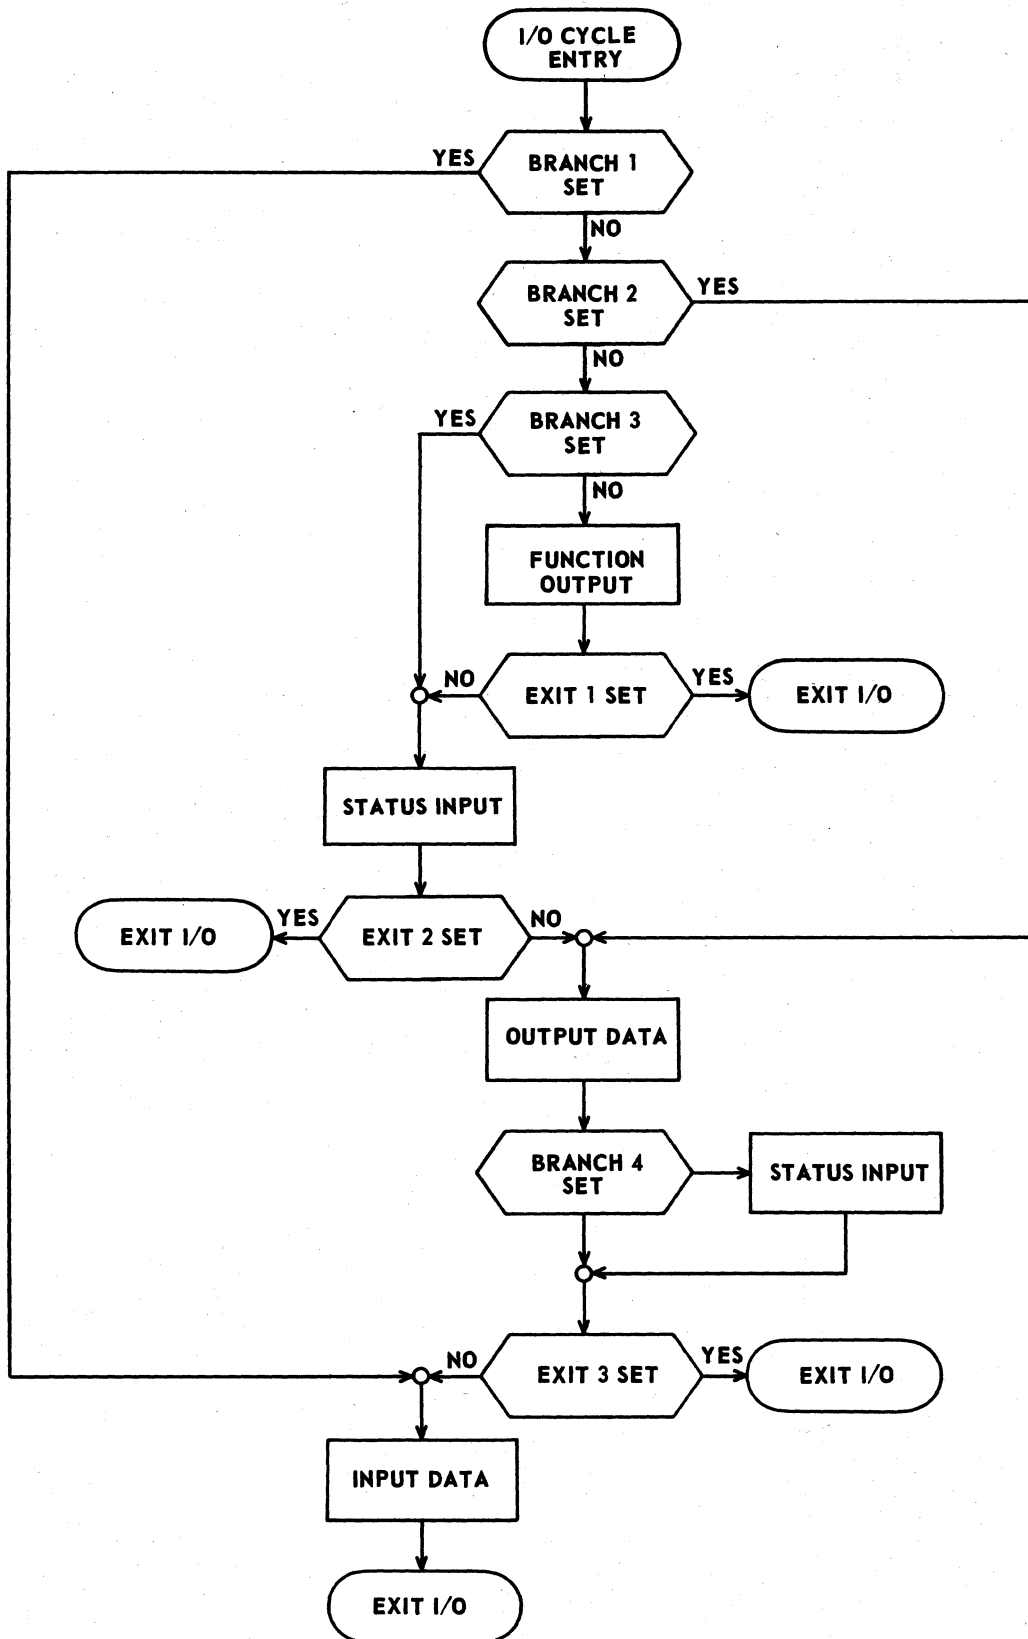 I/O CYCLE
ENTRY
YES
BRANCH 1
SET
NO
BRANCH 2
SET
YES
NO
YES
BRANCH 3
SET
NO
FUNCTION
OUTPUT
NO
EXIT 1 SET
YES
EXIT I/O
STATUS INPUT
EXIT I/O
YES
EXIT 2 SET
NO
OUTPUT DATA
BRANCH 4
SET
STATUS INPUT
NO
EXIT 3 SET
YES
EXIT I/O
INPUT DATA
EXIT I/O